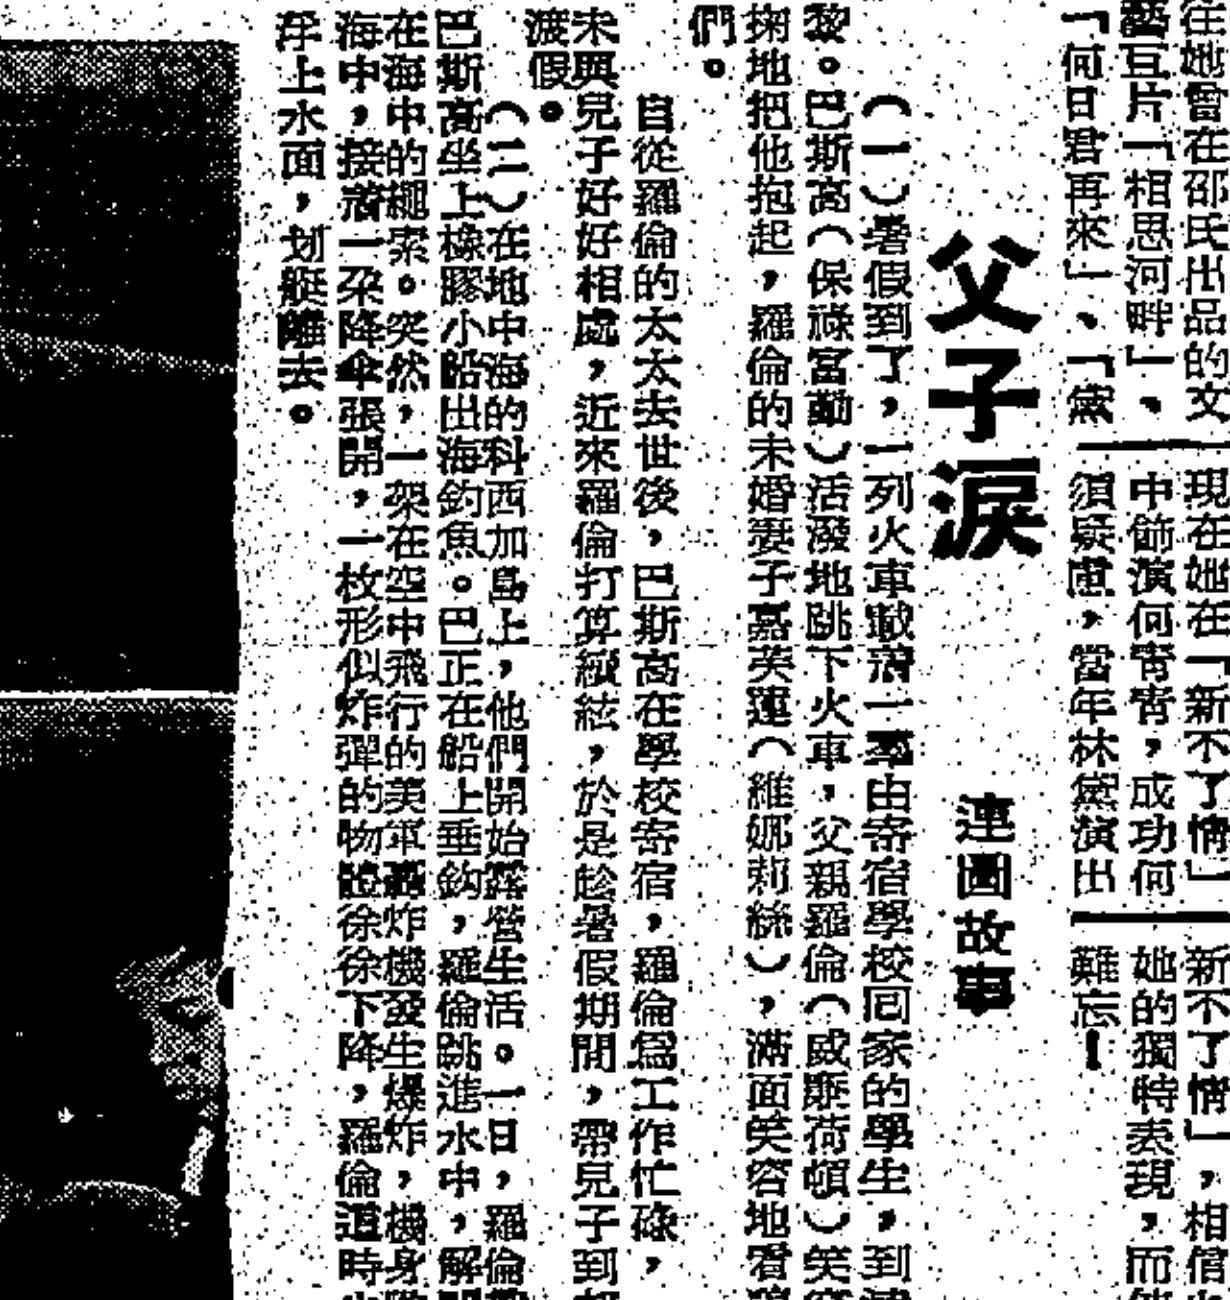 在她曾在邵氏出品的文
藝巨片「相思河畔」、
「何日君再來」、「黛
現在她在「新不了情」
中飾演何霄霄，成功何
須疑慮，當年林黛演出
新不了情」，相信
她的獨特表現，而
難忘！
父子淚
連圖故事
（一）暑假到了，一列火車載着一羣由寄宿學校回家的學生，到
黎。巴斯高（保祿富勒）活潑地跳下火車，父親羅倫（威廉荷頓）笑
掬地把他抱起，羅倫的未婚妻子嘉英蓮（維娜莉絲），滿面笑容地看
們。
自從羅倫的太太去世後，巴斯高在學校寄宿，羅倫爲工作忙碌，
未與兒子好好相處，近來羅倫打算續絃，於是趁暑假期間，帶兒子到
渡假。
（二）在地中海的科西加島上，他們開始露營生活。一日，羅倫
巴斯高坐上橡膠小船出海釣魚。巴正在船上垂釣，羅倫跳進水中，解
在海中的繩索。突然，一架在空中飛行的美軍轟炸機發生爆炸，機身
海中，接着一朶降傘張開，一枚形似炸彈的物體徐徐下降，羅倫這時
浮上水面，划艇離去。